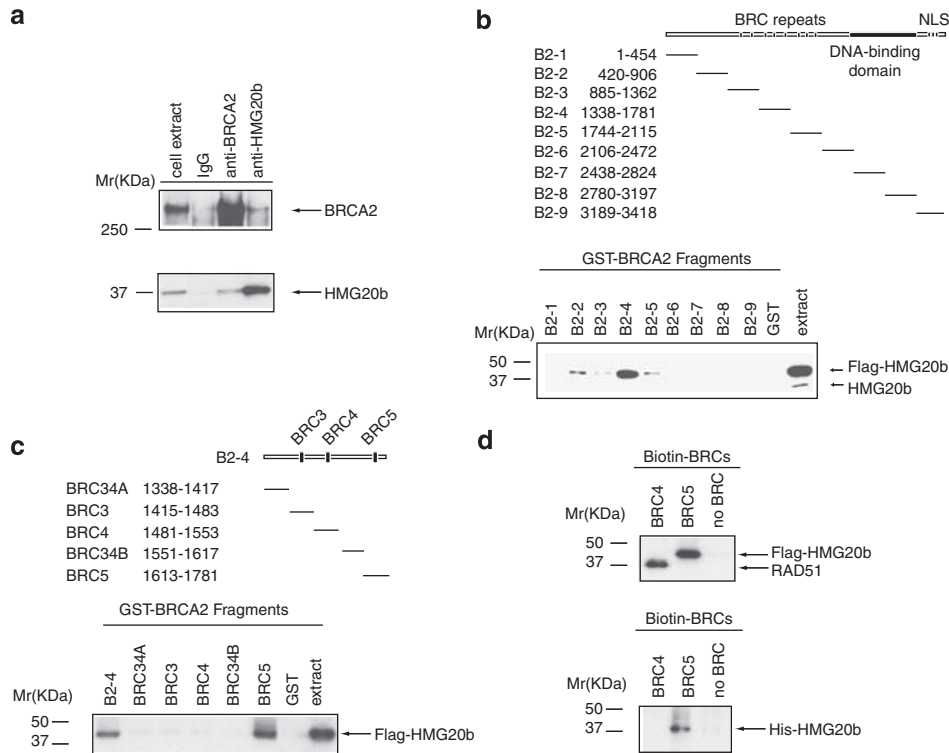 a
cell extract
IgG
anti-BRCA2
anti-HMG20b
Mr(KDa)
BRCA2
250
37
HMG20b
b
BRC repeats
NLS
DNA-binding
domain
B2-1 1-454
B2-2 420-906
B2-3 885-1362
B2-4 1338-1781
B2-5 1744-2115
B2-6 2106-2472
B2-7 2438-2824
B2-8 2780-3197
B2-9 3189-3418
GST-BRCA2 Fragments
B2-1
B2-2
B2-3
B2-4
B2-5
B2-6
B2-7
B2-8
B2-9
GST
extract
Mr(KDa)
50
37
Flag-HMG20b
HMG20b
c
BRC3
BRC4
BRC5
B2-4
BRC34A 1338-1417
BRC3 1415-1483
BRC4 1481-1553
BRC34B 1551-1617
BRC5 1613-1781
GST-BRCA2 Fragments
B2-4
BRC34A
BRC3
BRC4
BRC34B
BRC5
GST
extract
Mr(KDa)
50
37
Flag-HMG20b
d
Biotin-BRCs
BRC4
BRC5
no BRC
Mr(KDa)
50
37
Flag-HMG20b
RAD51
Biotin-BRCs
BRC4
BRC5
no BRC
Mr(KDa)
50
37
His-HMG20b